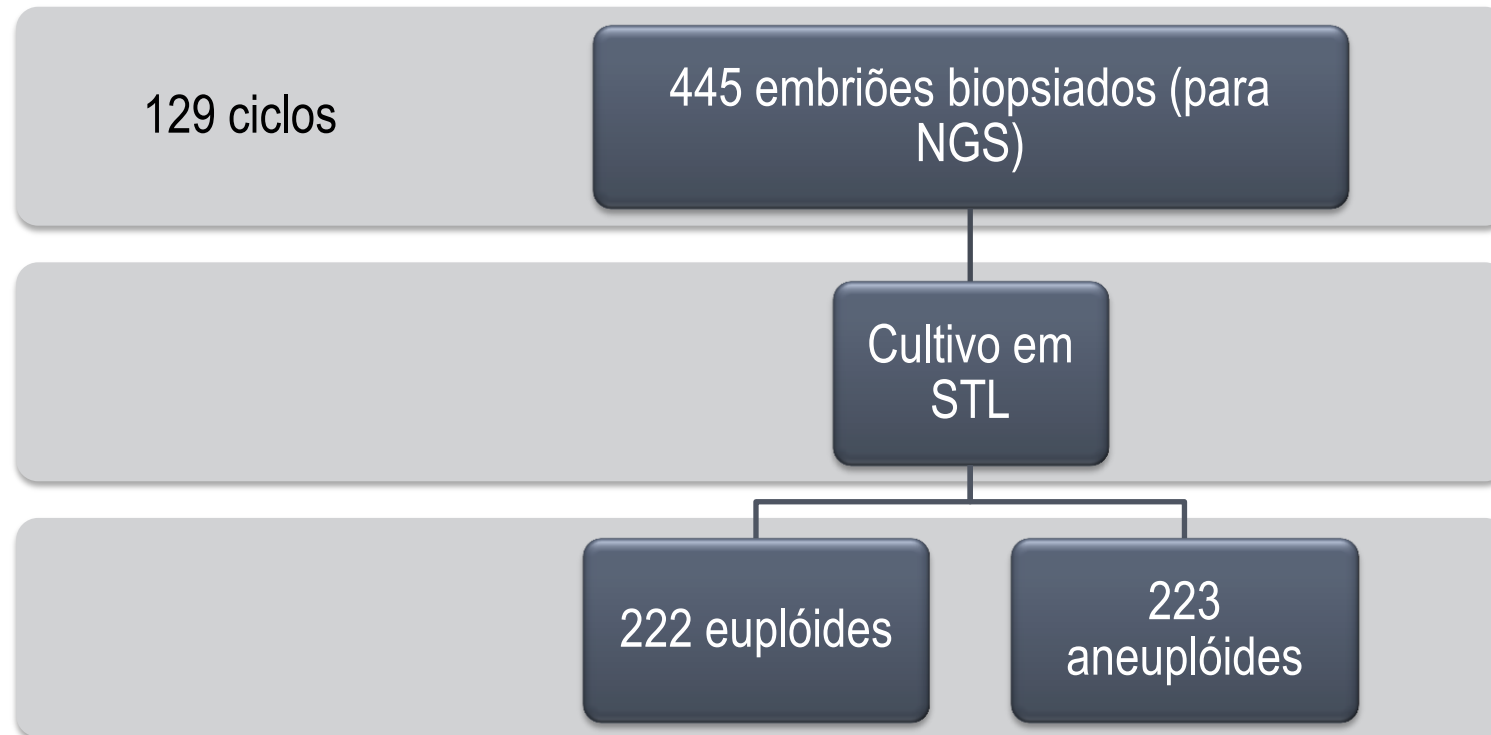 129 ciclos
445 embriões biopsiados (para
NGS)
Cultivo em
STL
222 euplóides
223
aneuplóides